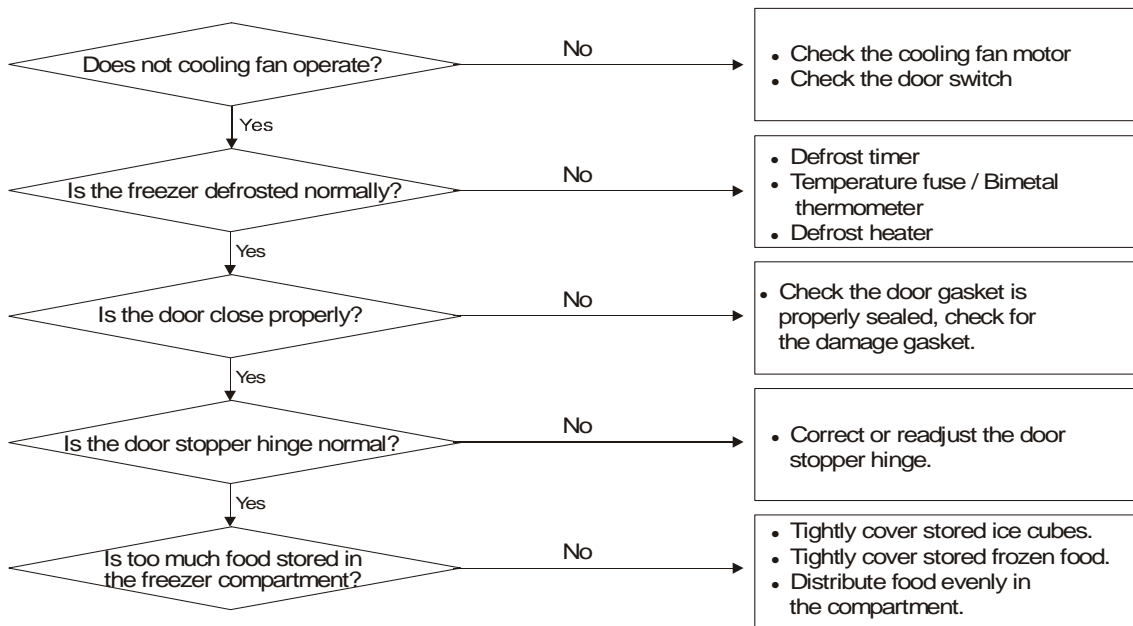 Does not cooling fan operate?
No
• Check the cooling fan motor
• Check the door switch
Yes
Is the freezer defrosted normally?
No
• Defrost timer
• Temperature fuse / Bimetal
thermometer
• Defrost heater
Yes
Is the door close properly?
No
• Check the door gasket is
properly sealed, check for
the damage gasket.
Yes
Is the door stopper hinge normal?
No
• Correct or readjust the door
stopper hinge.
Yes
Is too much food stored in
the freezer compartment?
No
• Tightly cover stored ice cubes.
• Tightly cover stored frozen food.
• Distribute food evenly in
the compartment.